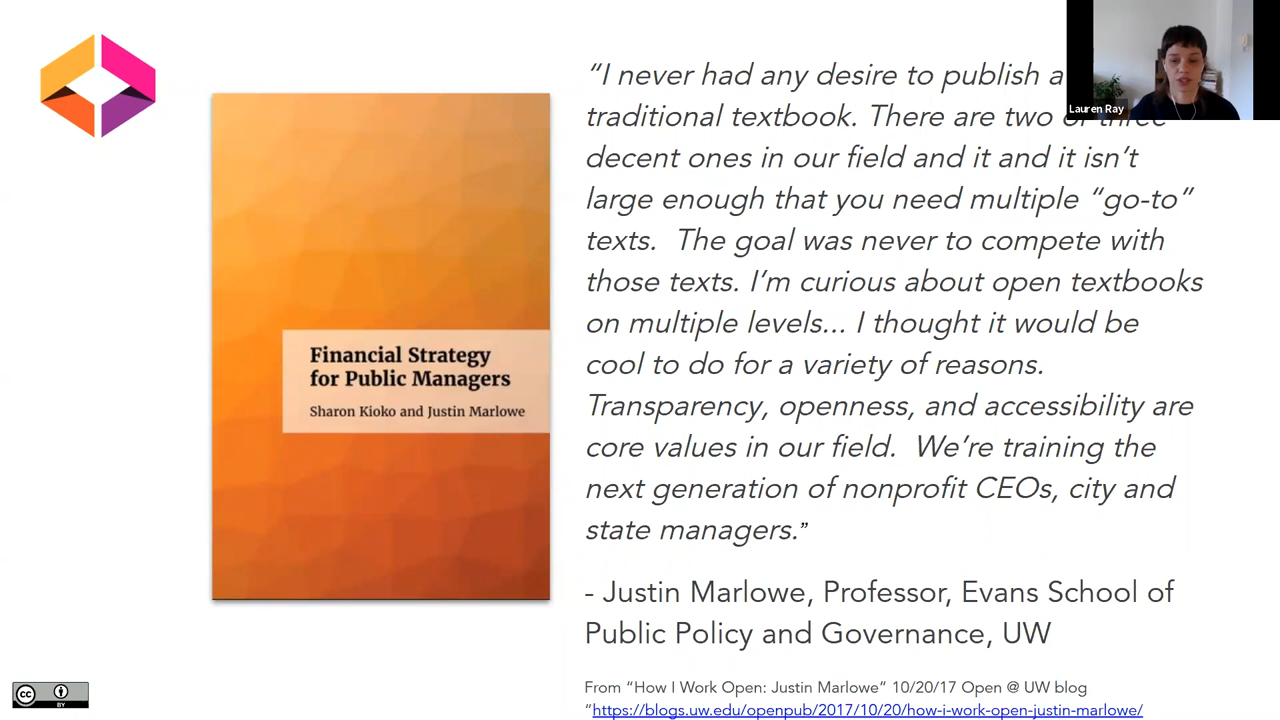 “I never had any desire to publish a
traditional textbook. There are two or three
decent ones in our field and it and it isn’t
large enough that you need multiple “go-to”
texts.  The goal was never to compete with
those texts. I’m curious about open textbooks
on multiple levels... I thought it would be
cool to do for a variety of reasons.
Transparency, openness, and accessibility are
core values in our field.  We’re training the
next generation of nonprofit CEOs, city and
state managers.”
- Justin Marlowe, Professor, Evans School of
Public Policy and Governance, UW
From “How I Work Open: Justin Marlowe” 10/20/17 Open @ UW blog
“https://blogs.uw.edu/openpub/2017/10/20/how-i-work-open-justin-marlowe/
Financial Strategy
for Public Managers
Sharon Kioko and Justin Marlowe
Lauren Ray
CC
BY